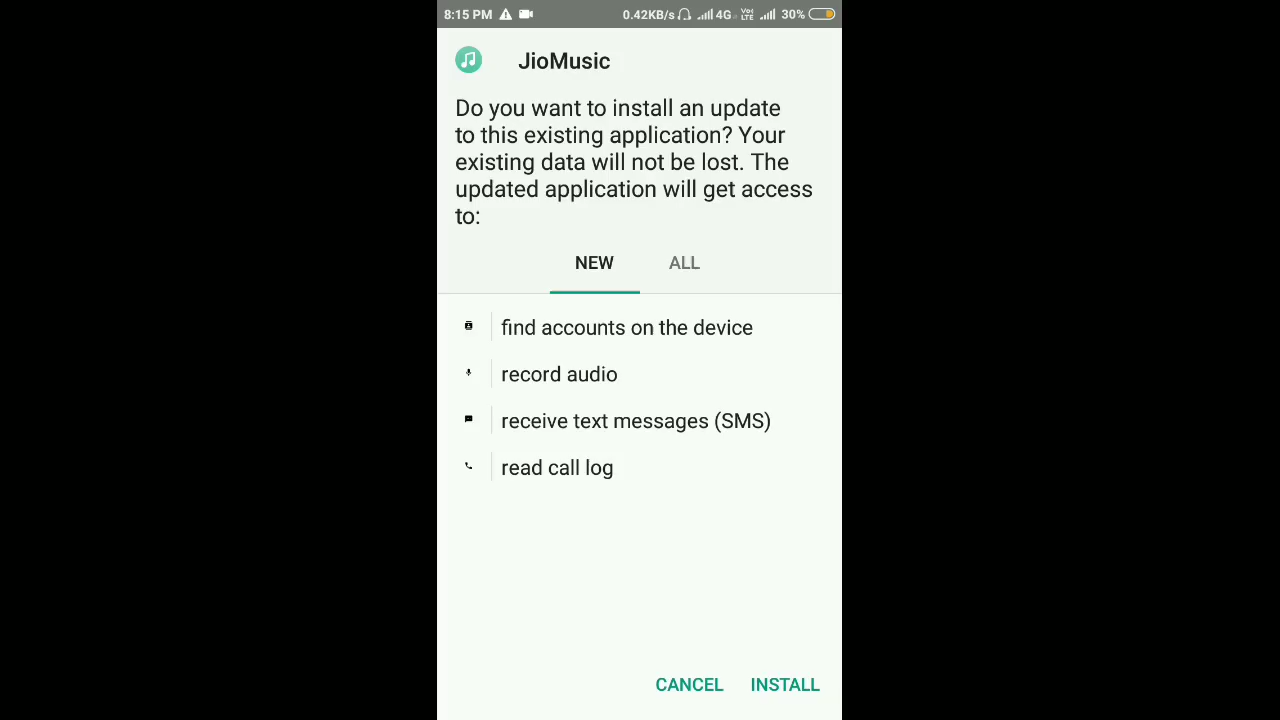 8:15 PM 0.42KB/s 4G VoLTE 30%
JioMusic
Do you want to install an update
to this existing application? Your
existing data will not be lost. The
updated application will get access
to:
NEW ALL
find accounts on the device
record audio
receive text messages (SMS)
read call log
CANCEL INSTALL